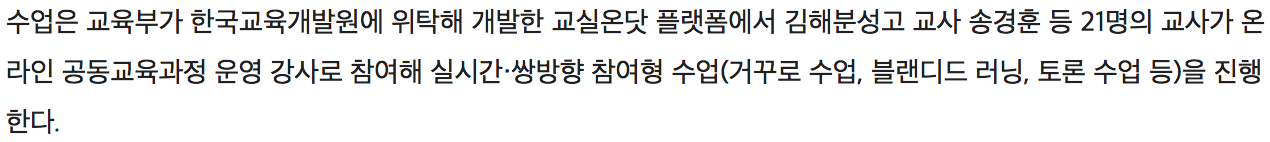 수업은 교육부가 한국교육개발원에 위탁해 개발한 교실온닷 플랫폼에서 김해분성고 교사 송경훈 등 21명의 교사가 온
라인 공동교육과정 운영 강사로 참여해 실시간·쌍방향 참여형 수업(거꾸로 수업, 블랜디드 러닝, 토론 수업 등)을 진행
한다.